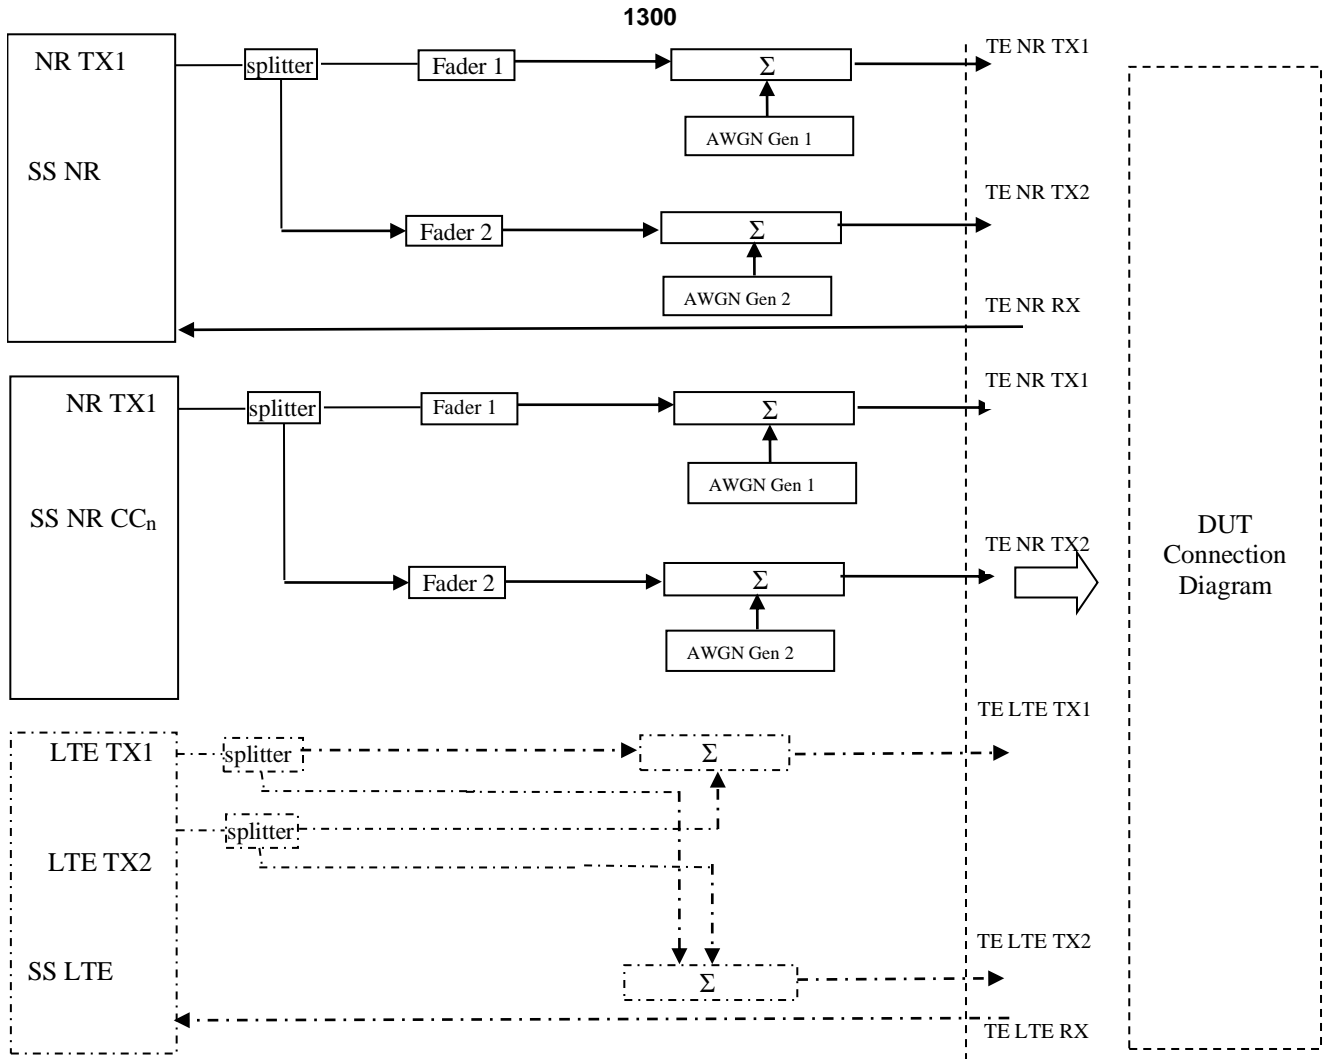 1300
NR TX1
splitter
Fader 1
Σ
TE NR TX1
AWGN Gen 1
SS NR
TE NR TX2
Fader 2
Σ
AWGN Gen 2
TE NR RX
NR TX1
splitter
Fader 1
Σ
TE NR TX1
AWGN Gen 1
SS NR CCn
TE NR TX2
Fader 2
Σ
AWGN Gen 2
DUT
Connection
Diagram
TE LTE TX1
LTE TX1
splitter
Σ
splitter
LTE TX2
TE LTE TX2
SS LTE
Σ
TE LTE RX